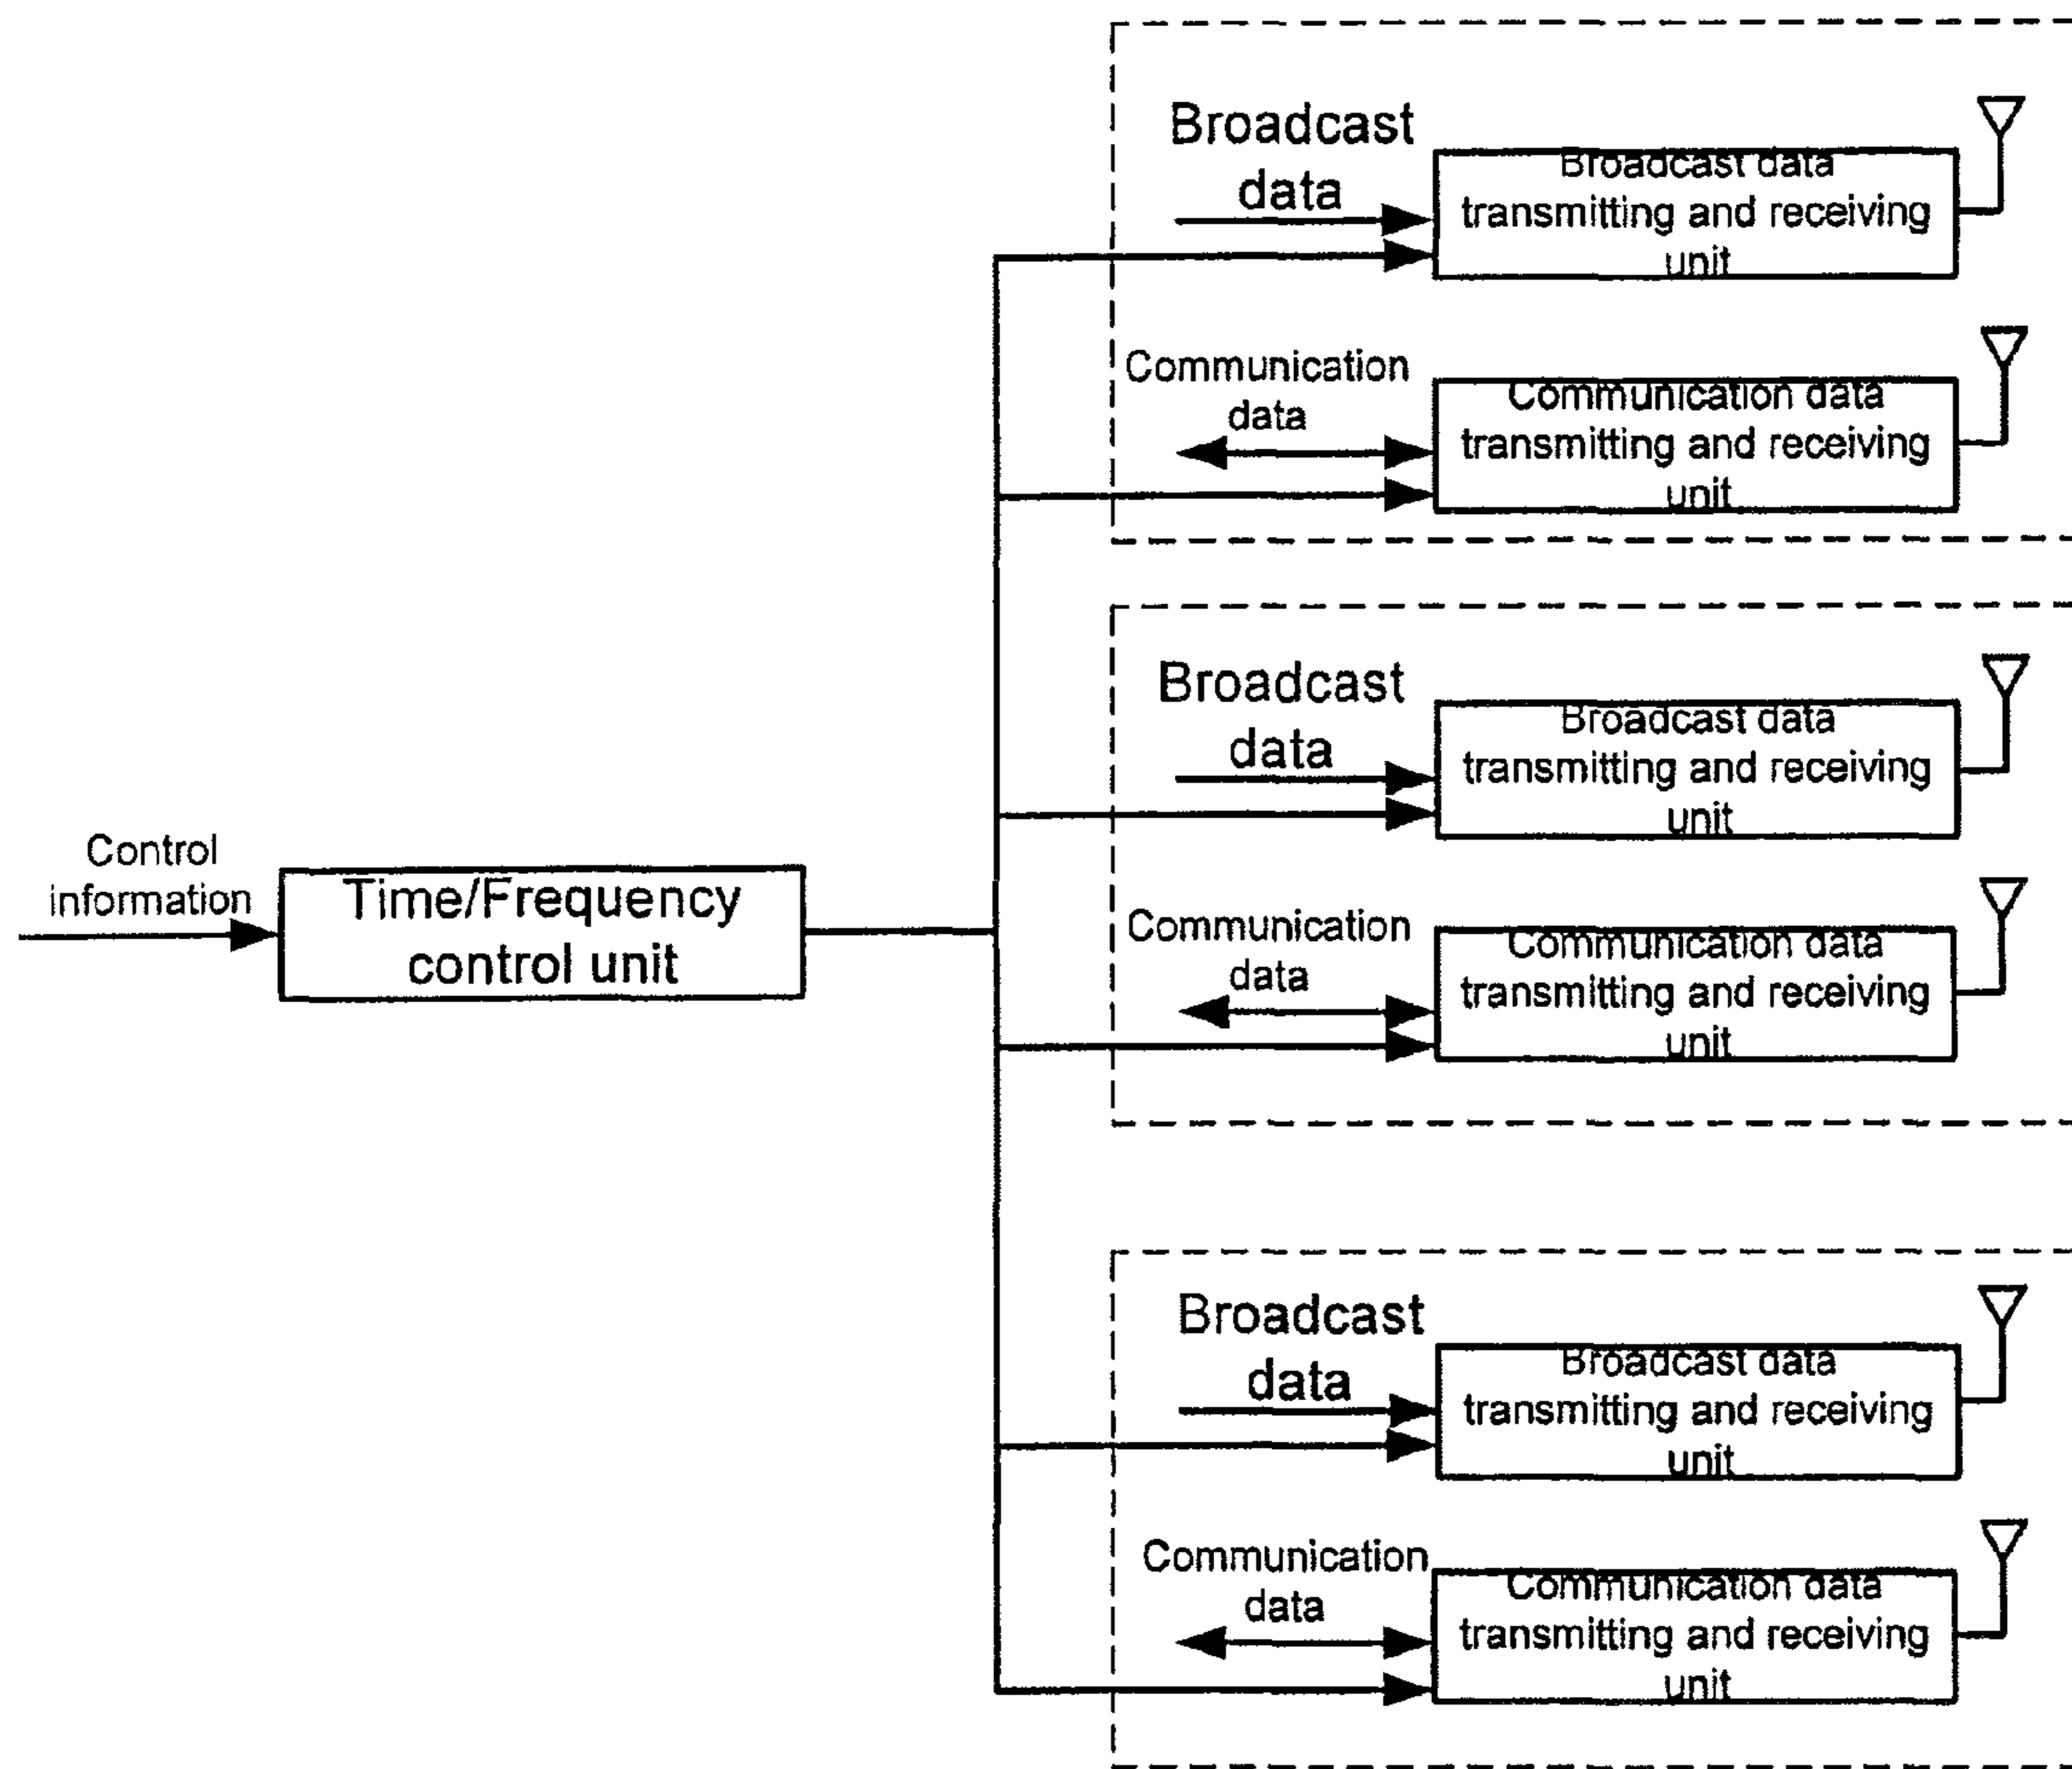 Broadcast
data
Broadcast data
transmitting and receiving
unit
Communication
data
Communication data
transmitting and receiving
unit
Broadcast
data
Broadcast data
transmitting and receiving
unit
Control
information
Time/Frequency
control unit
Communication
data
Communication data
transmitting and receiving
unit
Broadcast
data
Broadcast data
transmitting and receiving
unit
Communication
data
Communication data
transmitting and receiving
unit